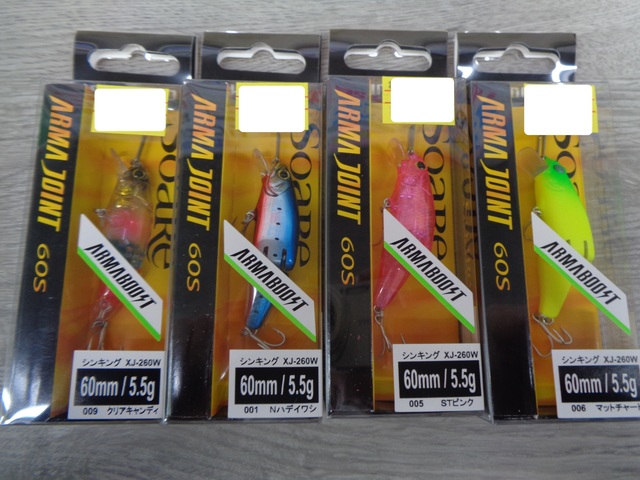 ARMA JOINT 60S
Soare
ARMABOOST
シンキング XJ-260W
60mm / 5.5g
009 クリアキャンディ
ARMA JOINT 60S
Soare
ARMABOOST
シンキング XJ-260W
60mm / 5.5g
001 Nハデイワシ
ARMA JOINT 60S
Soare
ARMABOOST
シンキング XJ-260W
60mm / 5.5g
005 STピンク
ARMA JOINT 60S
Soare
ARMABOOST
シンキング XJ-260W
60mm / 5.5g
006 マットチャート